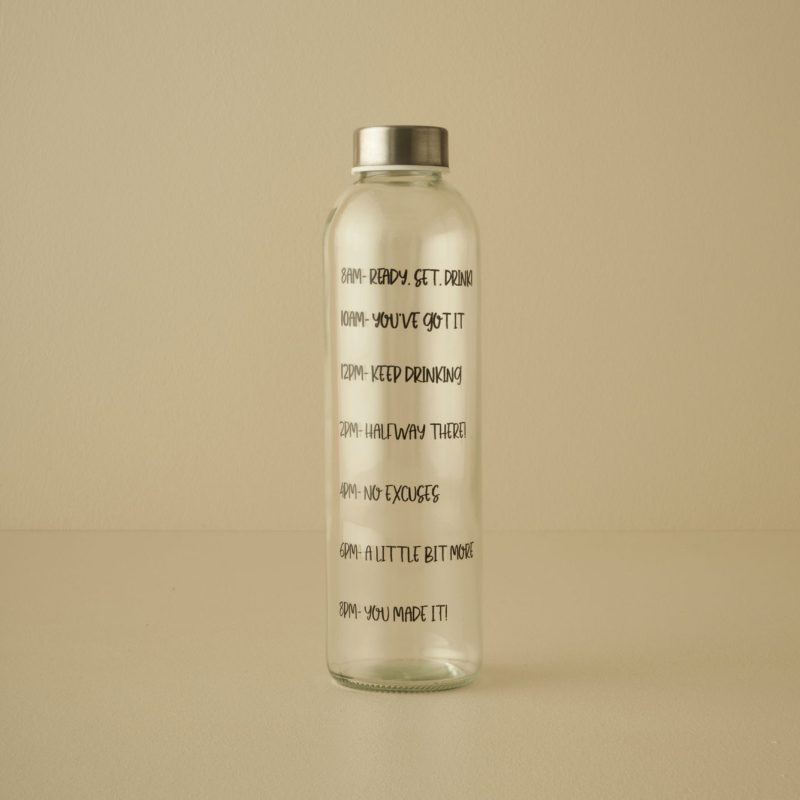 8AM- READY. SET. DRINK!
10AM- YOU'VE GOT IT
12PM- KEEP DRINKING
2PM- HALFWAY THERE!
4PM- NO EXCUSES
6PM- A LITTLE BIT MORE
8PM- YOU MADE IT!